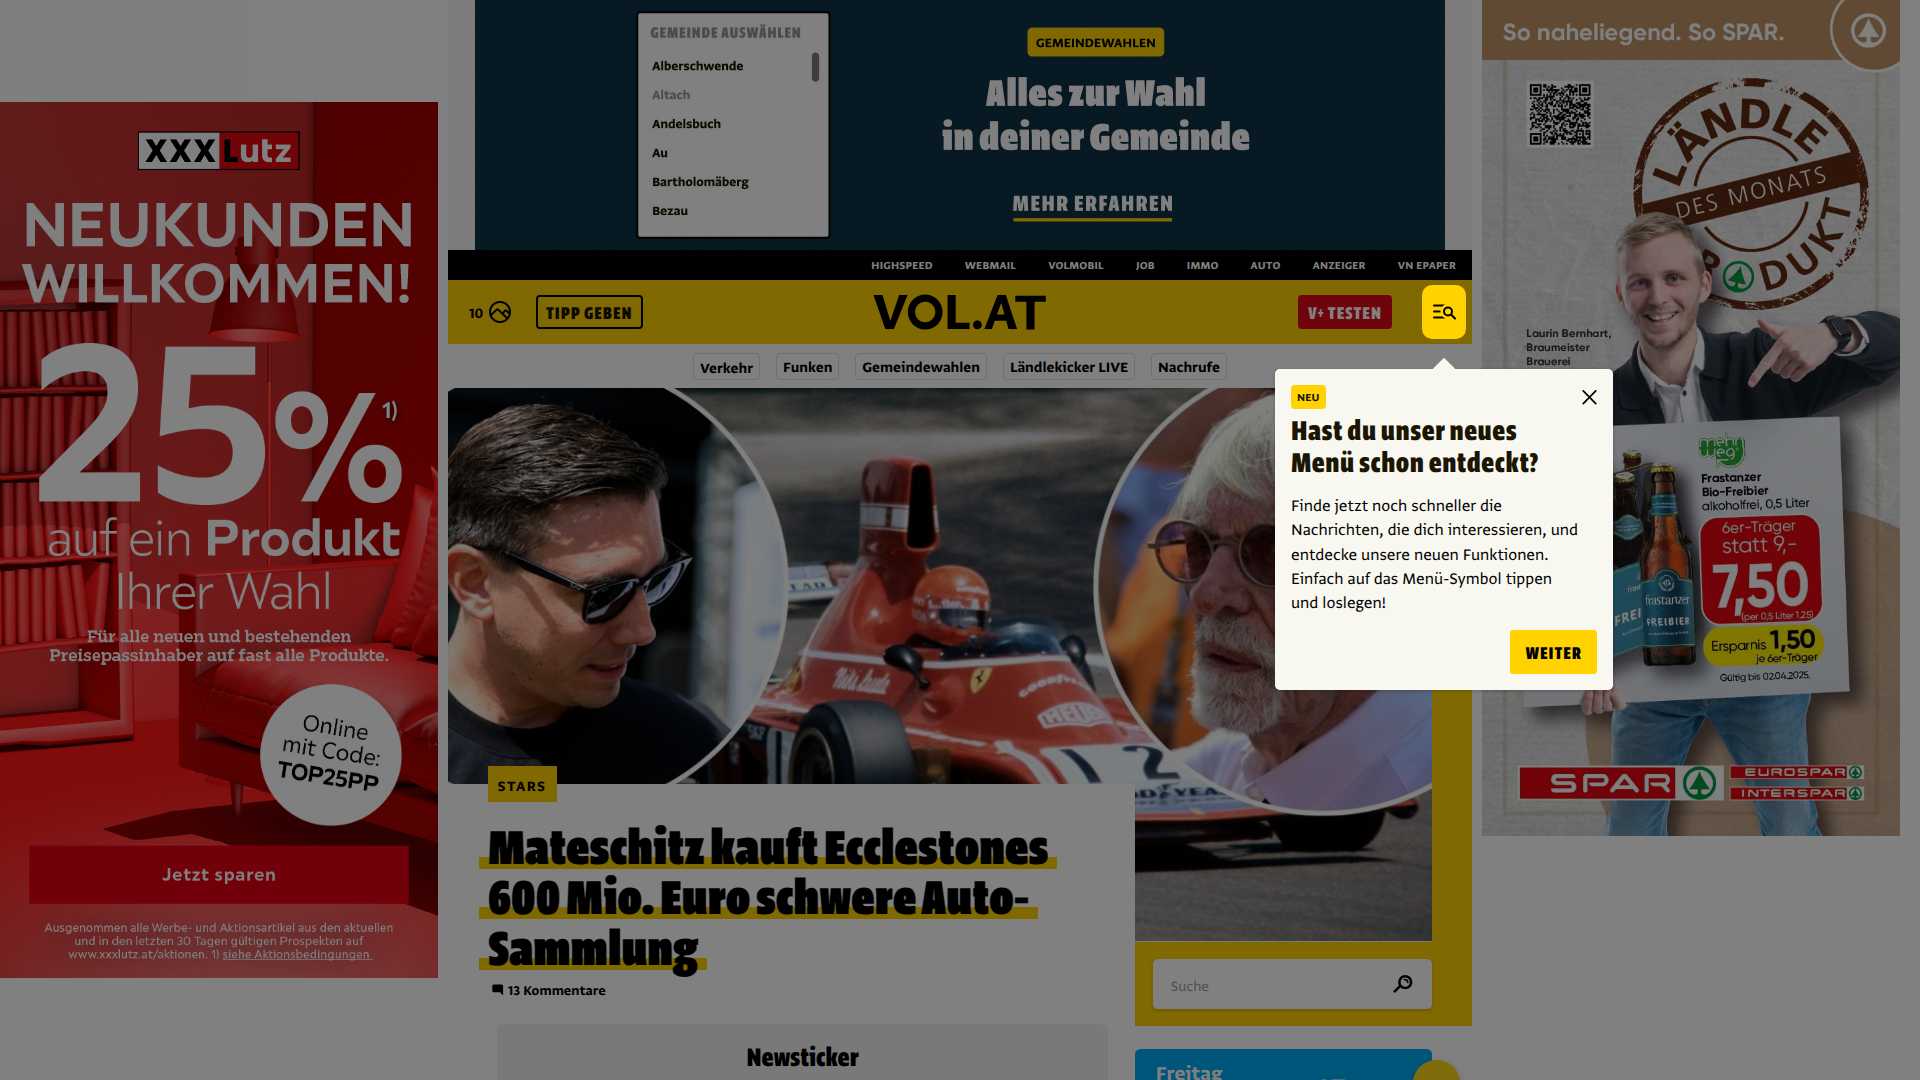 GEMEINDE AUSWÄHLEN
Alberschwende
Altach
Andelsbuch
Au
Bartholomäberg
Bezau
GEMEINDEWAHLEN
Alles zur Wahl
in deiner Gemeinde
MEHR ERFAHREN
So naheliegend. So SPAR.
LÄNDLE
DES MONATS
PRODUKT
Laurin Bernhart,
Braumeister
Brauerei
mehr
weg
Frastanzer
Bio-Freibier
alkoholfrei, 0,5 Liter
6er-Träger
statt 9,-
7,50
(per 0,5 Liter 1,25)
Ersparnis 1,50
je 6er-Träger
Gültig bis 02.04.2025.
frastanzer
FREIBIER
SPAR
EUROSPAR
INTERSPAR
XXXLutz
NEUKUNDEN
WILLKOMMEN!
25%
1)
auf ein Produkt
Ihrer Wahl
Für alle neuen und bestehenden
Preisepassinhaber auf fast alle Produkte.
Online
mit Code:
TOP25PP
Jetzt sparen
Ausgenommen alle Werbe- und Aktionsartikel aus den aktuellen
und in den letzten 30 Tagen gültigen Prospekten auf
www.xxxlutz.at/aktionen. 1) siehe Aktionsbedingungen.
HIGHSPEED WEBMAIL VOLMOBIL JOB IMMO AUTO ANZEIGER VN EPAPER
10 TIPP GEBEN VOL.AT V+ TESTEN
Verkehr Funken Gemeindewahlen Ländlekicker LIVE Nachrufe
NEU
Hast du unser neues
Menü schon entdeckt?
Finde jetzt noch schneller die
Nachrichten, die dich interessieren, und
entdecke unsere neuen Funktionen.
Einfach auf das Menü-Symbol tippen
und loslegen!
WEITER
Niki Lauda
GOODYEAR
HEUER
12
STARS
Mateschitz kauft Ecclestones
600 Mio. Euro schwere Auto-
Sammlung
13 Kommentare
Newsticker
Suche
Freitag